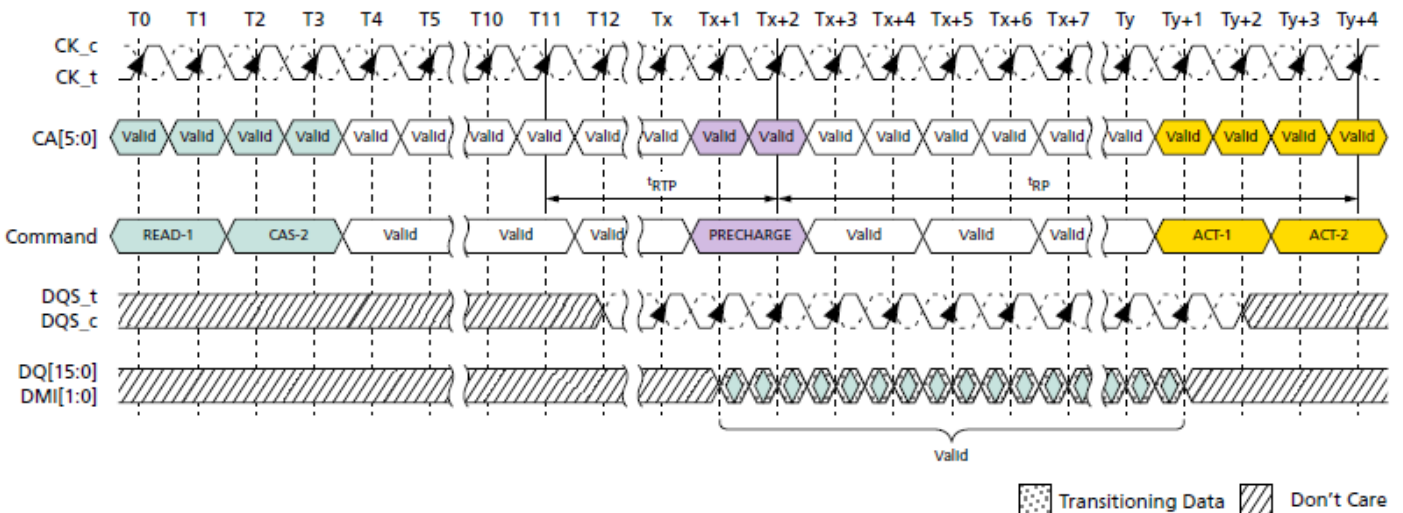 T0 T1 T2 T3 T4 T5 T10 T11 T12 Tx Tx+1 Tx+2 Tx+3 Tx+4 Tx+5 Tx+6 Tx+7 Ty Ty+1 Ty+2 Ty+3 Ty+4
CK_c
CK_t
CA[5:0] Valid Valid Valid Valid Valid Valid Valid Valid Valid Valid Valid Valid Valid Valid Valid Valid Valid Valid Valid Valid Valid Valid
tRTP tRP
Command READ-1 CAS-2 Valid Valid Valid PRECHARGE Valid Valid Valid ACT-1 ACT-2
DQS_t
DQS_c
DQ[15:0]
DMI[1:0]
Valid
Transitioning Data Don't Care